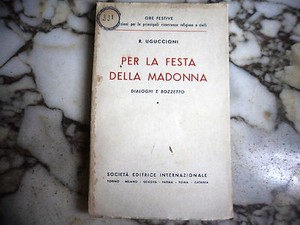 331
ORE FESTIVE
per le principali ricorrenze religiose e civili
R. UGUCCIONI
PER LA FESTA
DELLA MADONNA
DIALOGHI E BOZZETTO
SOCIETÀ EDITRICE INTERNAZIONALE
TORINO - MILANO - GENOVA - PARMA - ROMA - CATANIA